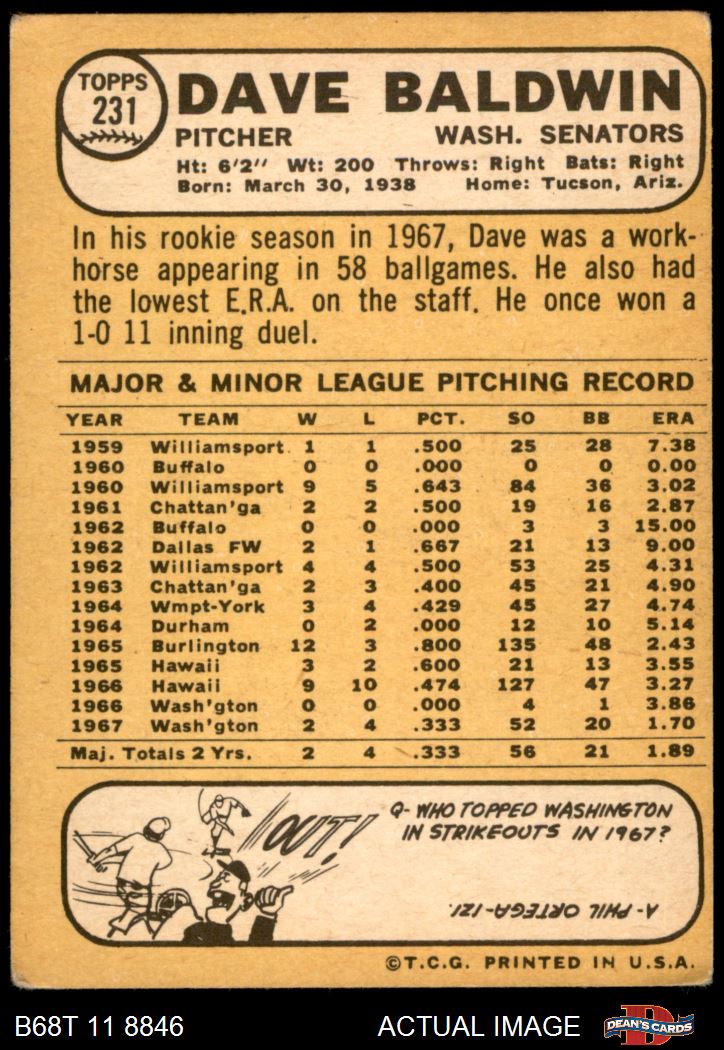 TOPPS
231
DAVE BALDWIN
PITCHER WASH. SENATORS
Ht: 6'2" Wt: 200 Throws: Right Bats: Right
Born: March 30, 1938 Home: Tucson, Ariz.
In his rookie season in 1967, Dave was a work-
horse appearing in 58 ballgames. He also had
the lowest E.R.A. on the staff. He once won a
1-0 11 inning duel.
MAJOR & MINOR LEAGUE PITCHING RECORD
YEAR TEAM W L PCT. SO BB ERA
1959 Williamsport 1 1 .500 25 28 7.38
1960 Buffalo 0 0 .000 0 0 0.00
1960 Williamsport 9 5 .643 84 36 3.02
1961 Chattan'ga 2 2 .500 19 16 2.87
1962 Buffalo 0 0 .000 3 3 15.00
1962 Dallas FW 2 1 .667 21 13 9.00
1962 Williamsport 4 4 .500 53 25 4.31
1963 Chattan'ga 2 3 .400 45 21 4.90
1964 Wmpt-York 3 4 .429 45 27 4.74
1964 Durham 0 2 .000 12 10 5.14
1965 Burlington 12 3 .800 135 48 2.43
1965 Hawaii 3 2 .600 21 13 3.55
1966 Hawaii 9 10 .474 127 47 3.27
1966 Wash'gton 0 0 .000 4 1 3.86
1967 Wash'gton 2 4 .333 52 20 1.70
Maj. Totals 2 Yrs. 2 4 .333 56 21 1.89
OUT!
Q- WHO TOPPED WASHINGTON
IN STRIKEOUTS IN 1967?
A- PHIL ORTEGA-121.
©T.C.G. PRINTED IN U.S.A.
B68T 11 8846 ACTUAL IMAGE D DEAN'S CARDS